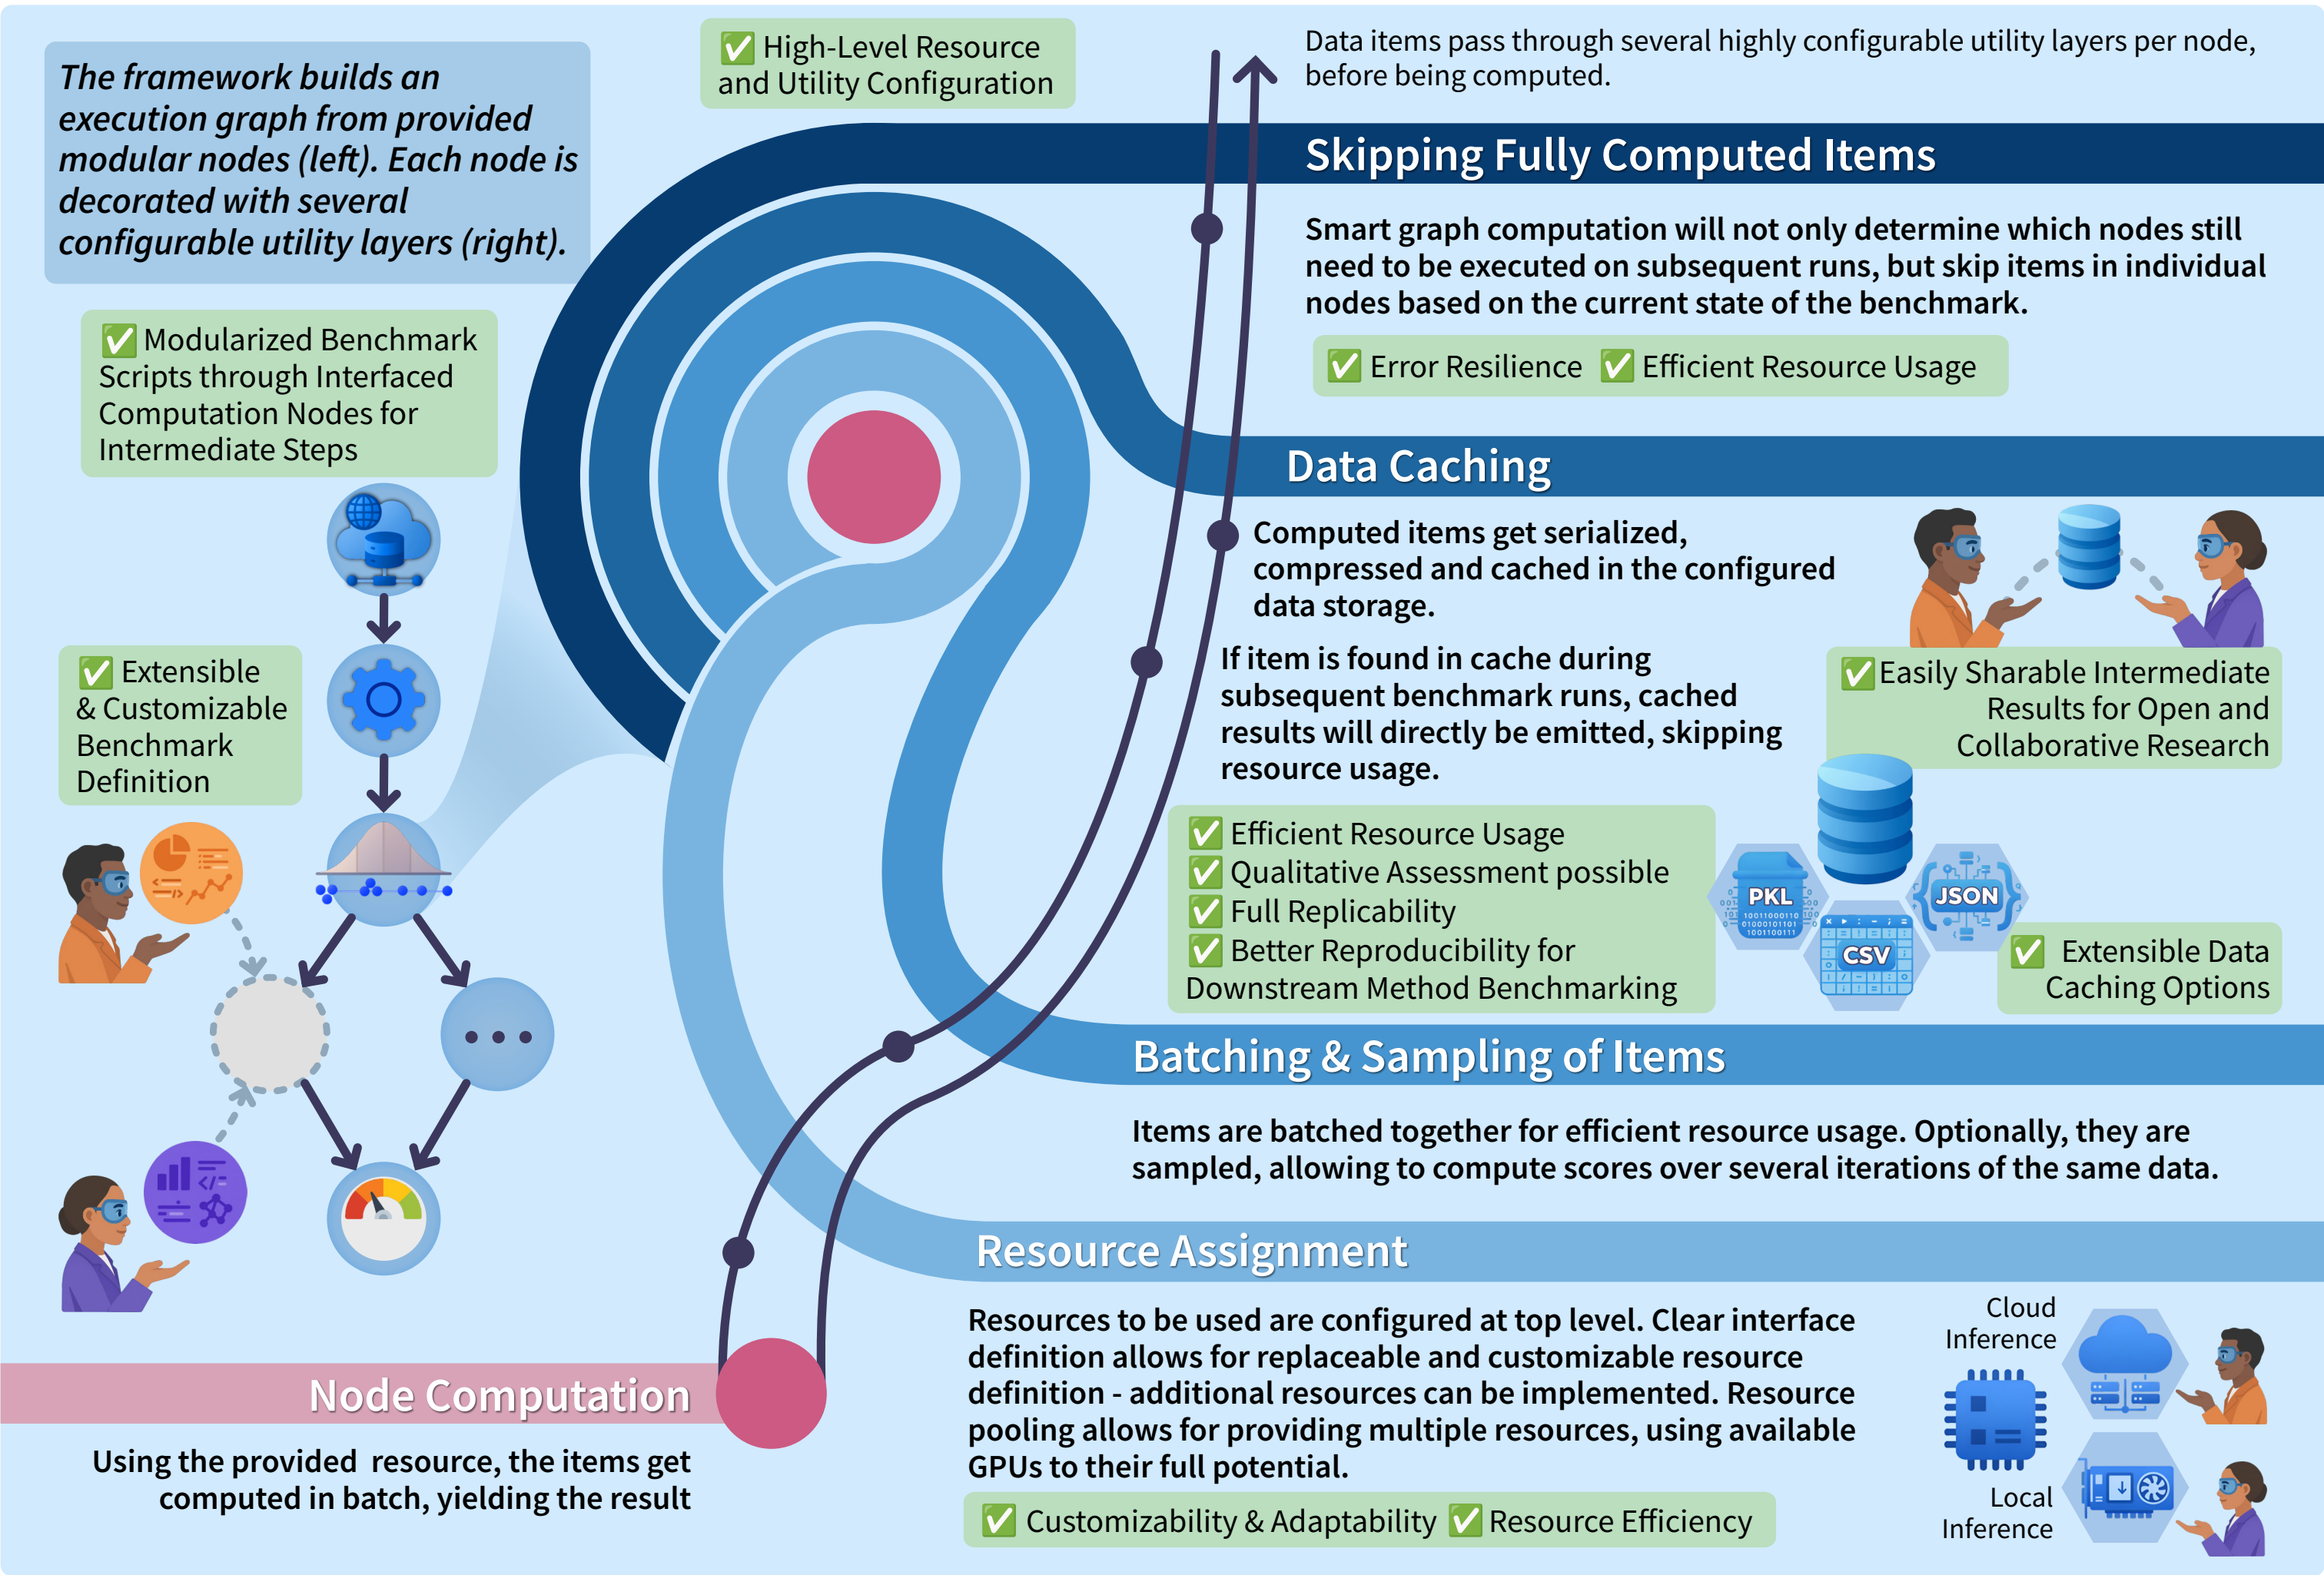 The framework builds an
execution graph from provided
modular nodes (left). Each node is
decorated with several
configurable utility layers (right).
✅ High-Level Resource
and Utility Configuration
Data items pass through several highly configurable utility layers per node,
before being computed.
Skipping Fully Computed Items
Smart graph computation will not only determine which nodes still
need to be executed on subsequent runs, but skip items in individual
nodes based on the current state of the benchmark.
✅ Error Resilience ✅ Efficient Resource Usage
✅ Modularized Benchmark
Scripts through Interfaced
Computation Nodes for
Intermediate Steps
✅ Extensible
& Customizable
Benchmark
Definition
Data Caching
Computed items get serialized,
compressed and cached in the configured
data storage.
If item is found in cache during
subsequent benchmark runs, cached
results will directly be emitted, skipping
resource usage.
✅ Easily Sharable Intermediate
Results for Open and
Collaborative Research
✅ Efficient Resource Usage
✅ Qualitative Assessment possible
✅ Full Replicability
✅ Better Reproducibility for
Downstream Method Benchmarking
PKL
CSV
JSON
✅ Extensible Data
Caching Options
Batching & Sampling of Items
Items are batched together for efficient resource usage. Optionally, they are
sampled, allowing to compute scores over several iterations of the same data.
Resource Assignment
Resources to be used are configured at top level. Clear interface
definition allows for replaceable and customizable resource
definition - additional resources can be implemented. Resource
pooling allows for providing multiple resources, using available
GPUs to their full potential.
✅ Customizability & Adaptability ✅ Resource Efficiency
Cloud
Inference
Local
Inference
Node Computation
Using the provided resource, the items get
computed in batch, yielding the result